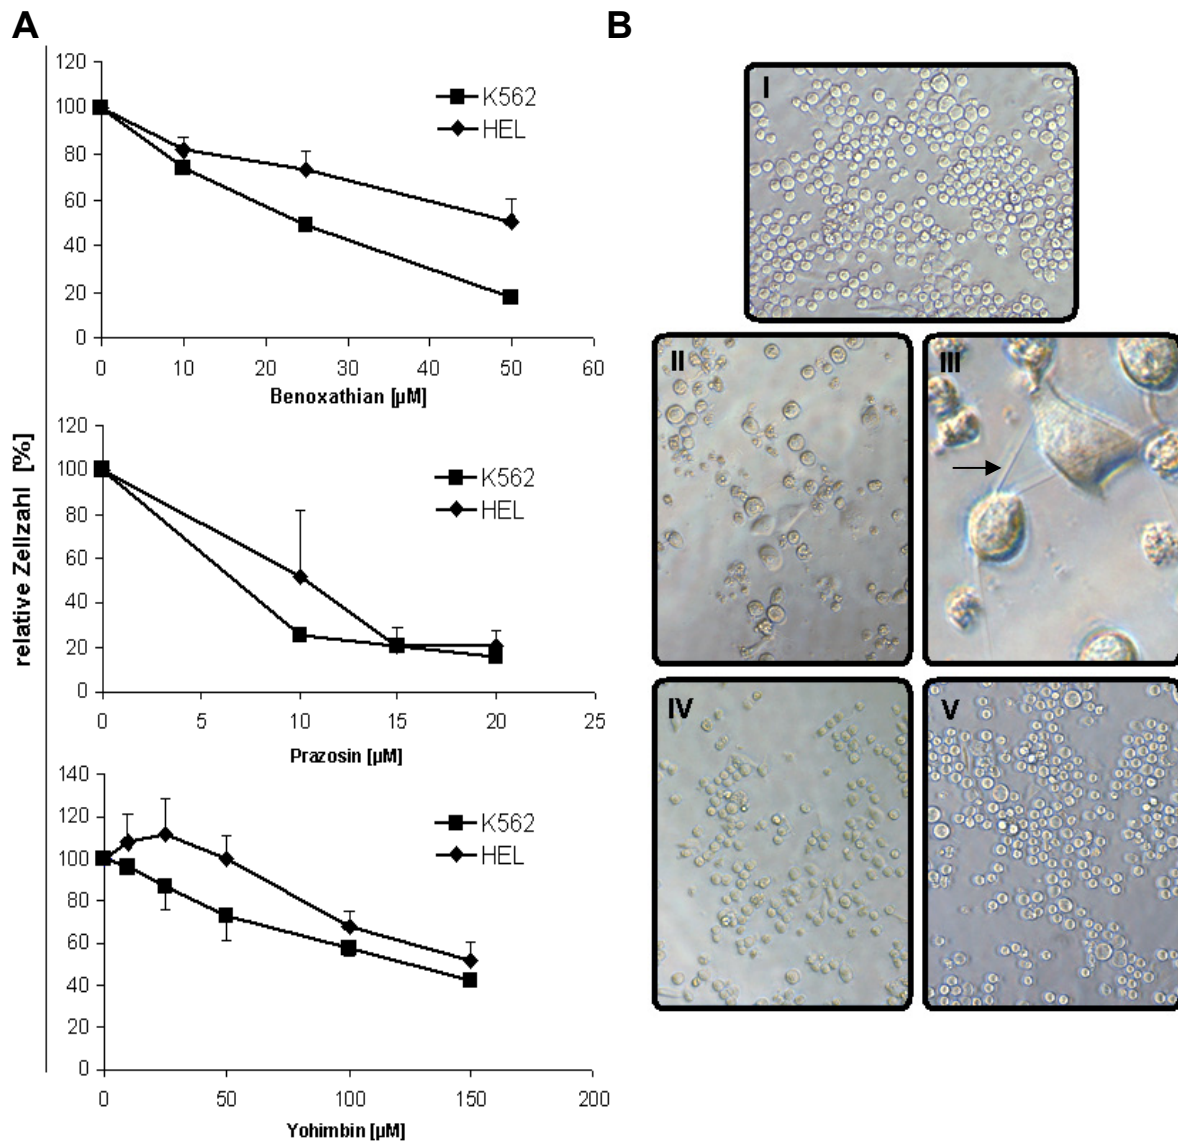 A
B
120
100
80
60
40
20
0
K562
HEL
0 10 20 30 40 50 60
Benoxathian [µM]
relative Zellzahl [%]
120
100
80
60
40
20
0
K562
HEL
0 5 10 15 20 25
Prazosin [µM]
140
120
100
80
60
40
20
0
K562
HEL
0 50 100 150 200
Yohimbin [µM]
I
II
III
IV
V